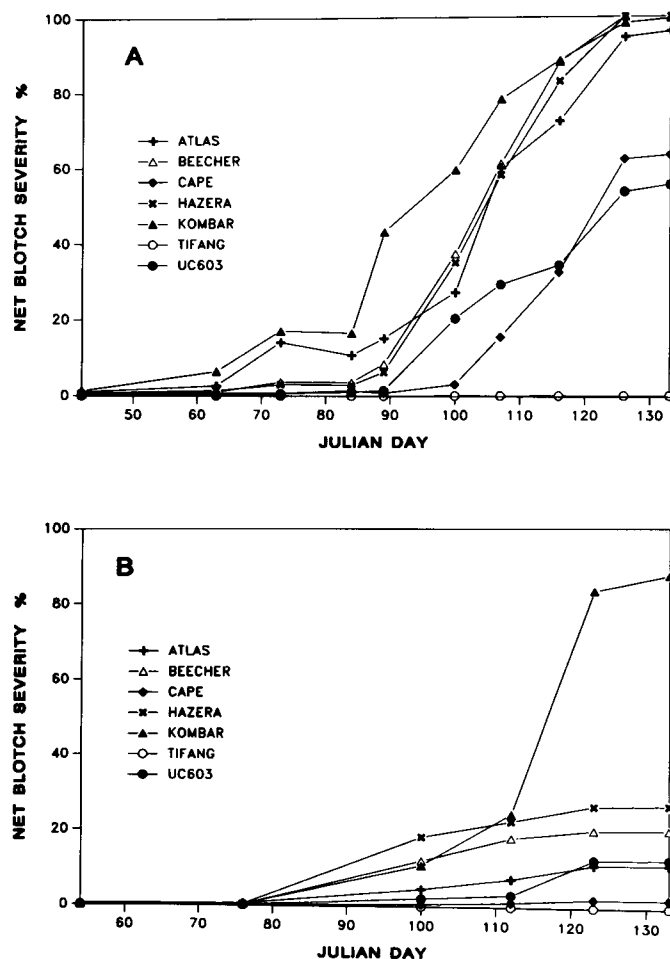 A
NET BLOTCH SEVERITY %
100
80
60
40
20
0
ATLAS
BEECHER
CAPE
HAZERA
KOMBAR
TIFANG
UC603
50 60 70 80 90 100 110 120 130
JULIAN DAY
B
NET BLOTCH SEVERITY %
100
80
60
40
20
0
ATLAS
BEECHER
CAPE
HAZERA
KOMBAR
TIFANG
UC603
60 70 80 90 100 110 120 130
JULIAN DAY